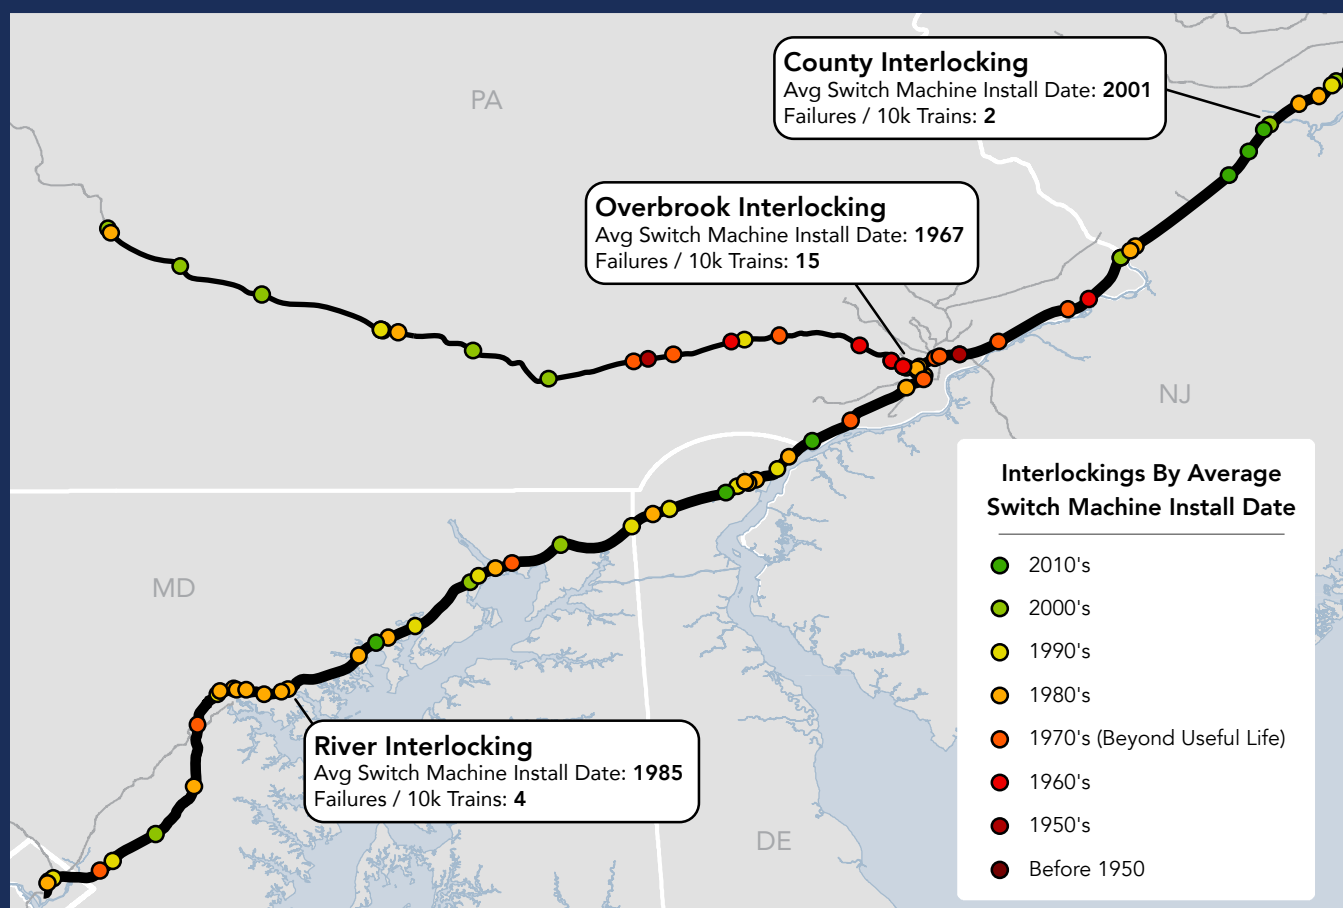 County Interlocking
Avg Switch Machine Install Date: 2001
Failures / 10k Trains: 2
PA
Overbrook Interlocking
Avg Switch Machine Install Date: 1967
Failures / 10k Trains: 15
NJ
Interlockings By Average
Switch Machine Install Date
2010's
2000's
1990's
1980's
1970's (Beyond Useful Life)
1960's
1950's
Before 1950
MD
River Interlocking
Avg Switch Machine Install Date: 1985
Failures / 10k Trains: 4
DE